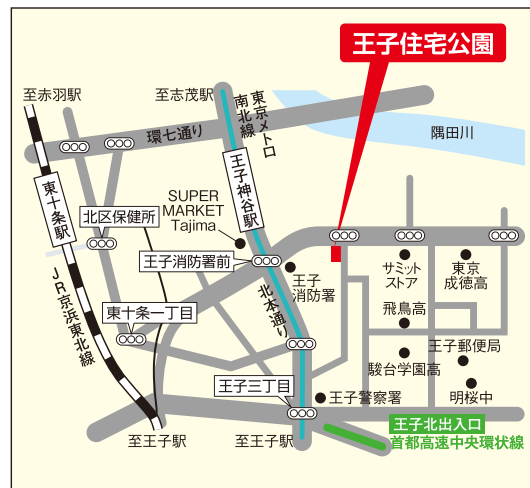 王子住宅公園
至赤羽駅
至志茂駅
東京メトロ
南北線
環七通り
隅田川
王子神谷駅
東十条駅
北区保健所
SUPER
MARKET
Tajima
王子消防署前
王子
消防署
サミット
ストア
東京
成徳高
JR京浜東北線
東十条一丁目
北本通り
飛鳥高
王子郵便局
駿台学園高
王子三丁目
王子警察署
明桜中
至王子駅
至王子駅
王子北出入口
首都高速中央環状線